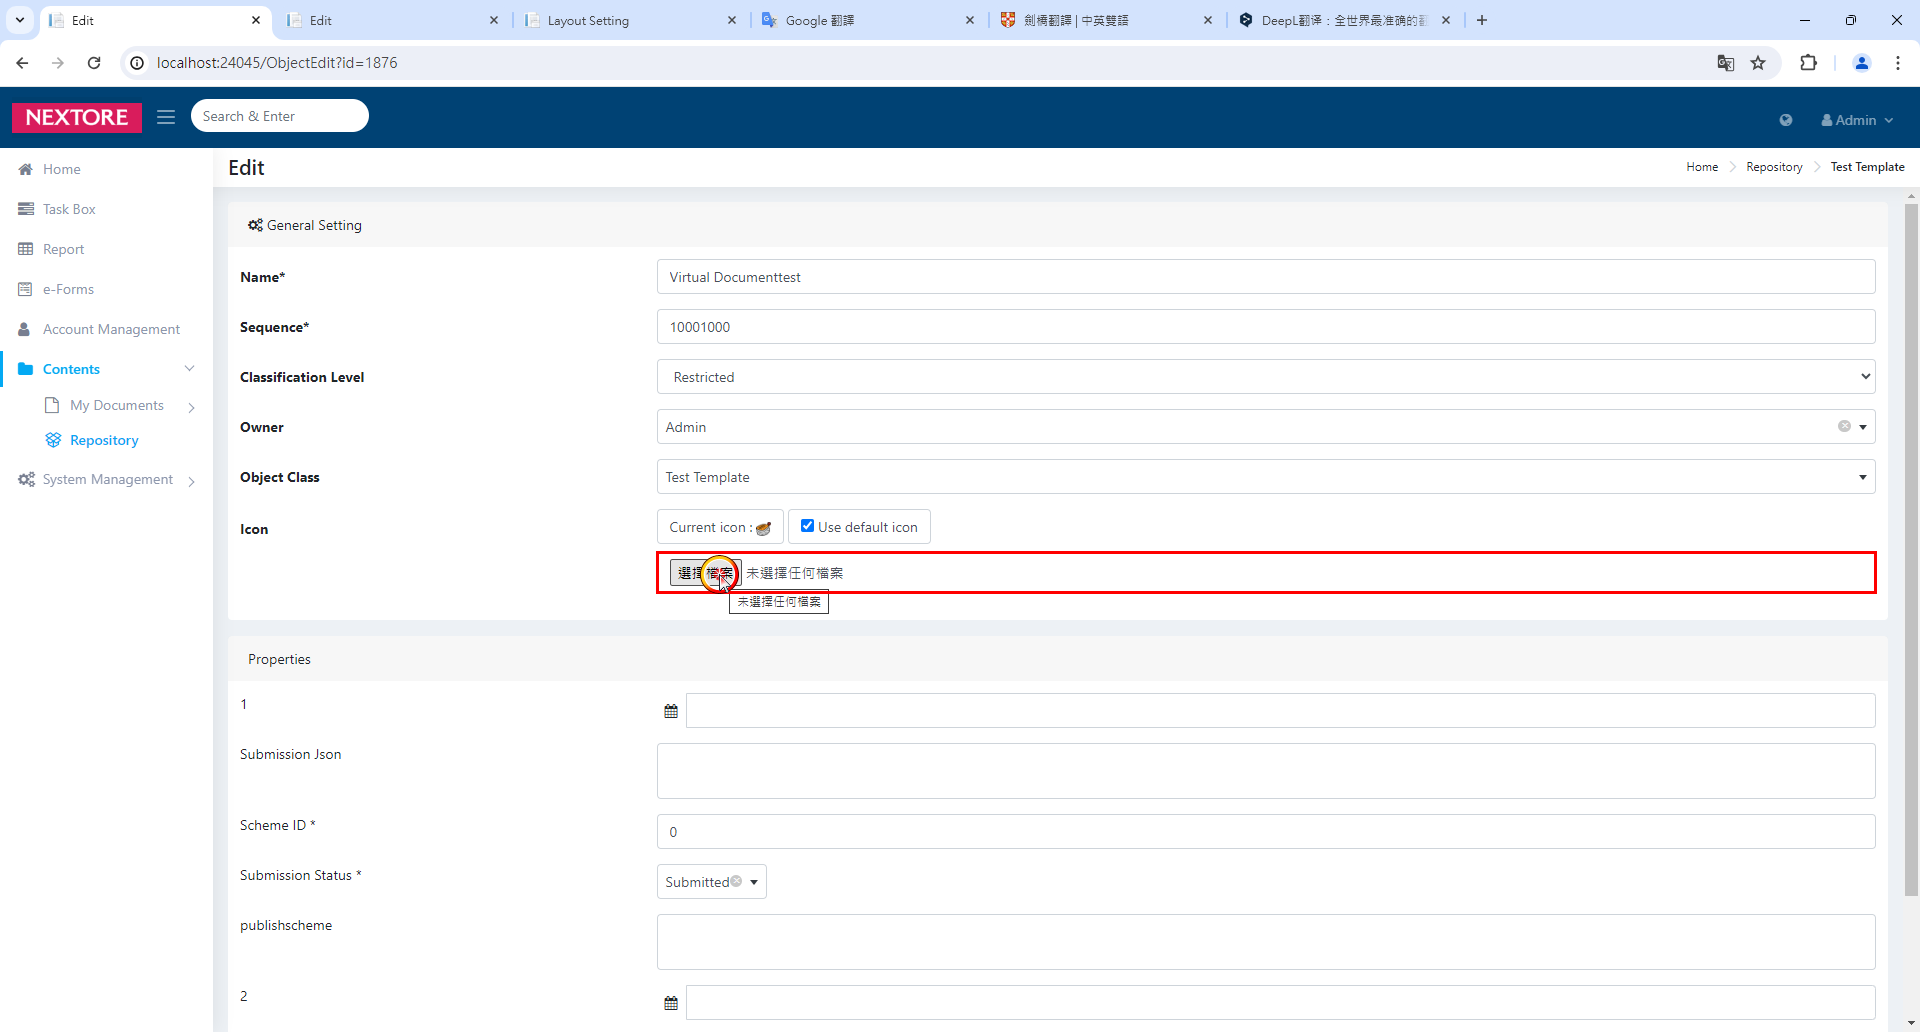 Edit
Edit
Layout Setting
Google 翻譯
劍橋翻譯 | 中英雙語
DeepL翻译：全世界最准确的翻
localhost:24045/ObjectEdit?id=1876
NEXTORE
Search & Enter
Admin
Home
Task Box
Report
e-Forms
Account Management
Contents
My Documents
Repository
System Management
Edit
Home
Repository
Test Template
General Setting
Name*
Virtual Documenttest
Sequence*
10001000
Classification Level
Restricted
Owner
Admin
Object Class
Test Template
Icon
Current icon :
Use default icon
選擇檔案 未選擇任何檔案
未選擇任何檔案
Properties
1
Submission Json
Scheme ID *
0
Submission Status *
Submitted
publishscheme
2